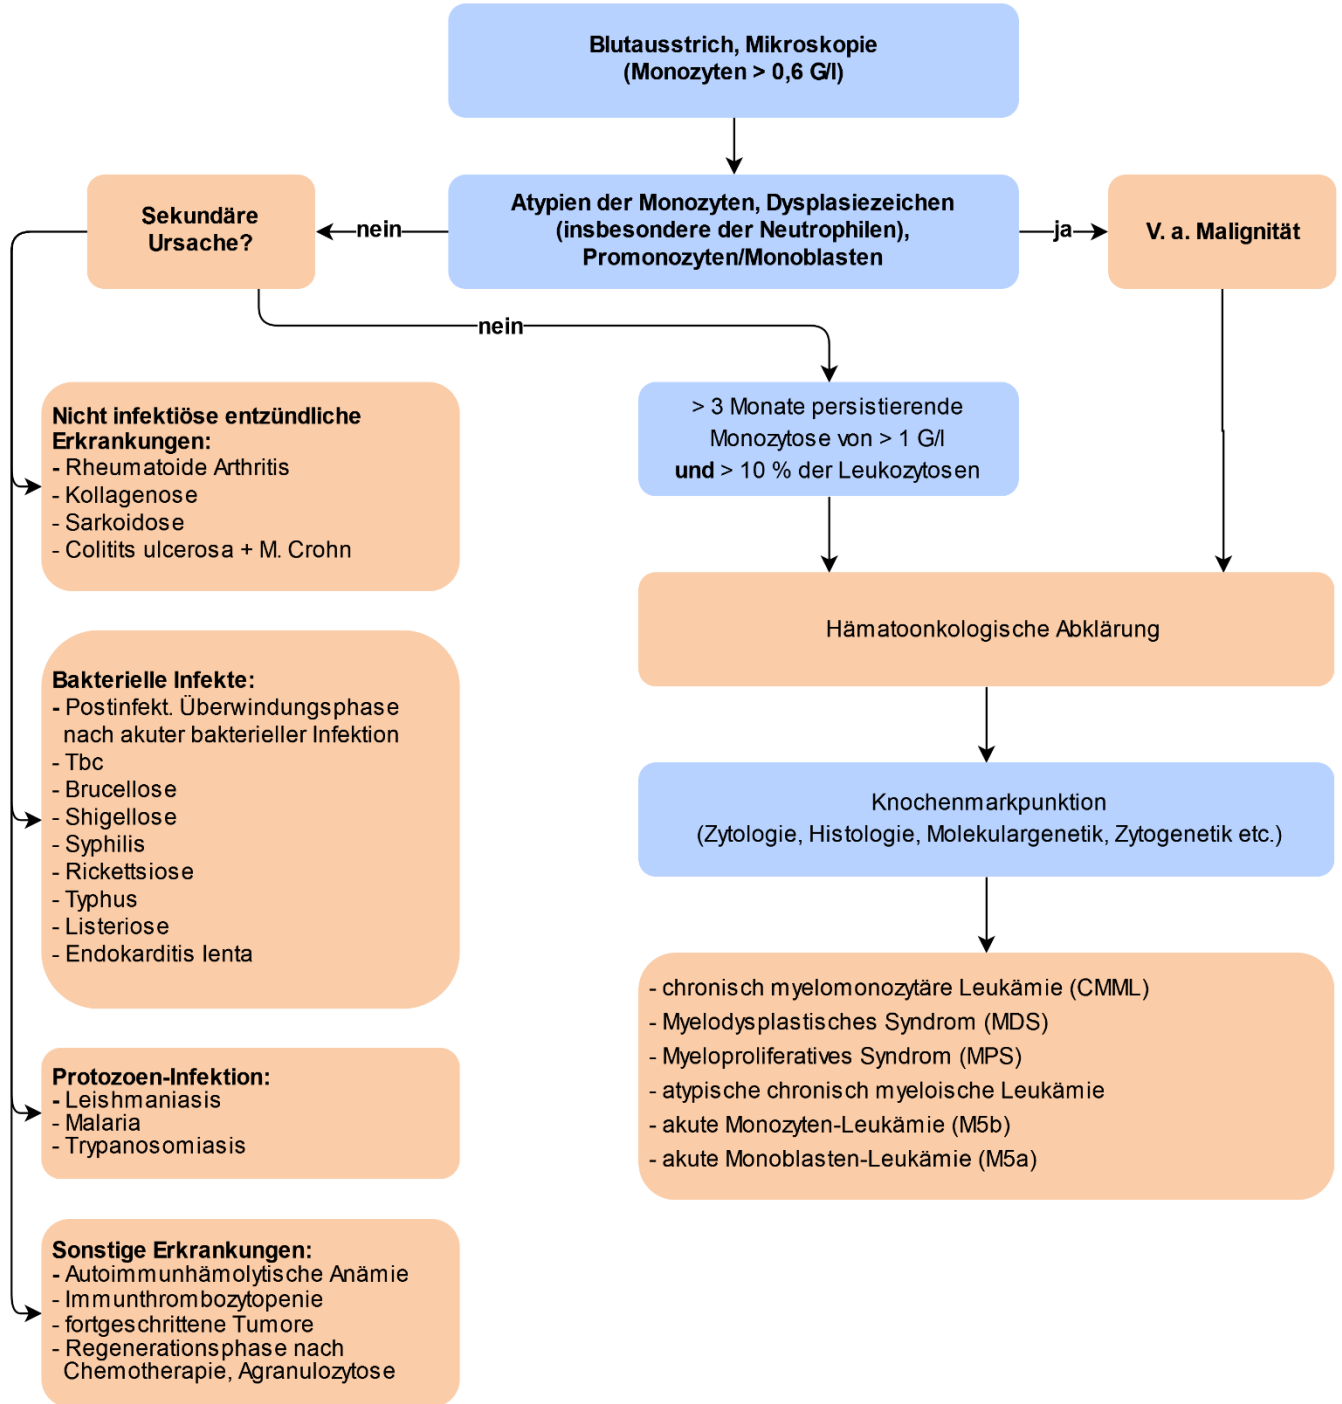 Blutausstrich, Mikroskopie
(Monozyten > 0,6 G/l)
Sekundäre
Ursache?
nein
Atypien der Monozyten, Dysplasiezeichen
(insbesondere der Neutrophilen),
Promonozyten/Monoblasten
ja
V. a. Malignität
nein
Nicht infektiöse entzündliche
Erkrankungen:
- Rheumatoide Arthritis
- Kollagenose
- Sarkoidose
- Colitits ulcerosa + M. Crohn
> 3 Monate persistierende
Monozytose von > 1 G/l
und > 10 % der Leukozytosen
Hämatoonkologische Abklärung
Bakterielle Infekte:
- Postinfekt. Überwindungsphase
nach akuter bakterieller Infektion
- Tbc
- Brucellose
- Shigellose
- Syphilis
- Rickettsiose
- Typhus
- Listeriose
- Endokarditis lenta
Knochenmarkpunktion
(Zytologie, Histologie, Molekulargenetik, Zytogenetik etc.)
- chronisch myelomonozytäre Leukämie (CMML)
- Myelodysplastisches Syndrom (MDS)
- Myeloproliferatives Syndrom (MPS)
- atypische chronisch myeloische Leukämie
- akute Monozyten-Leukämie (M5b)
- akute Monoblasten-Leukämie (M5a)
Protozoen-Infektion:
- Leishmaniasis
- Malaria
- Trypanosomiasis
Sonstige Erkrankungen:
- Autoimmunhämolytische Anämie
- Immunthrombozytopenie
- fortgeschrittene Tumore
- Regenerationsphase nach
Chemotherapie, Agranulozytose